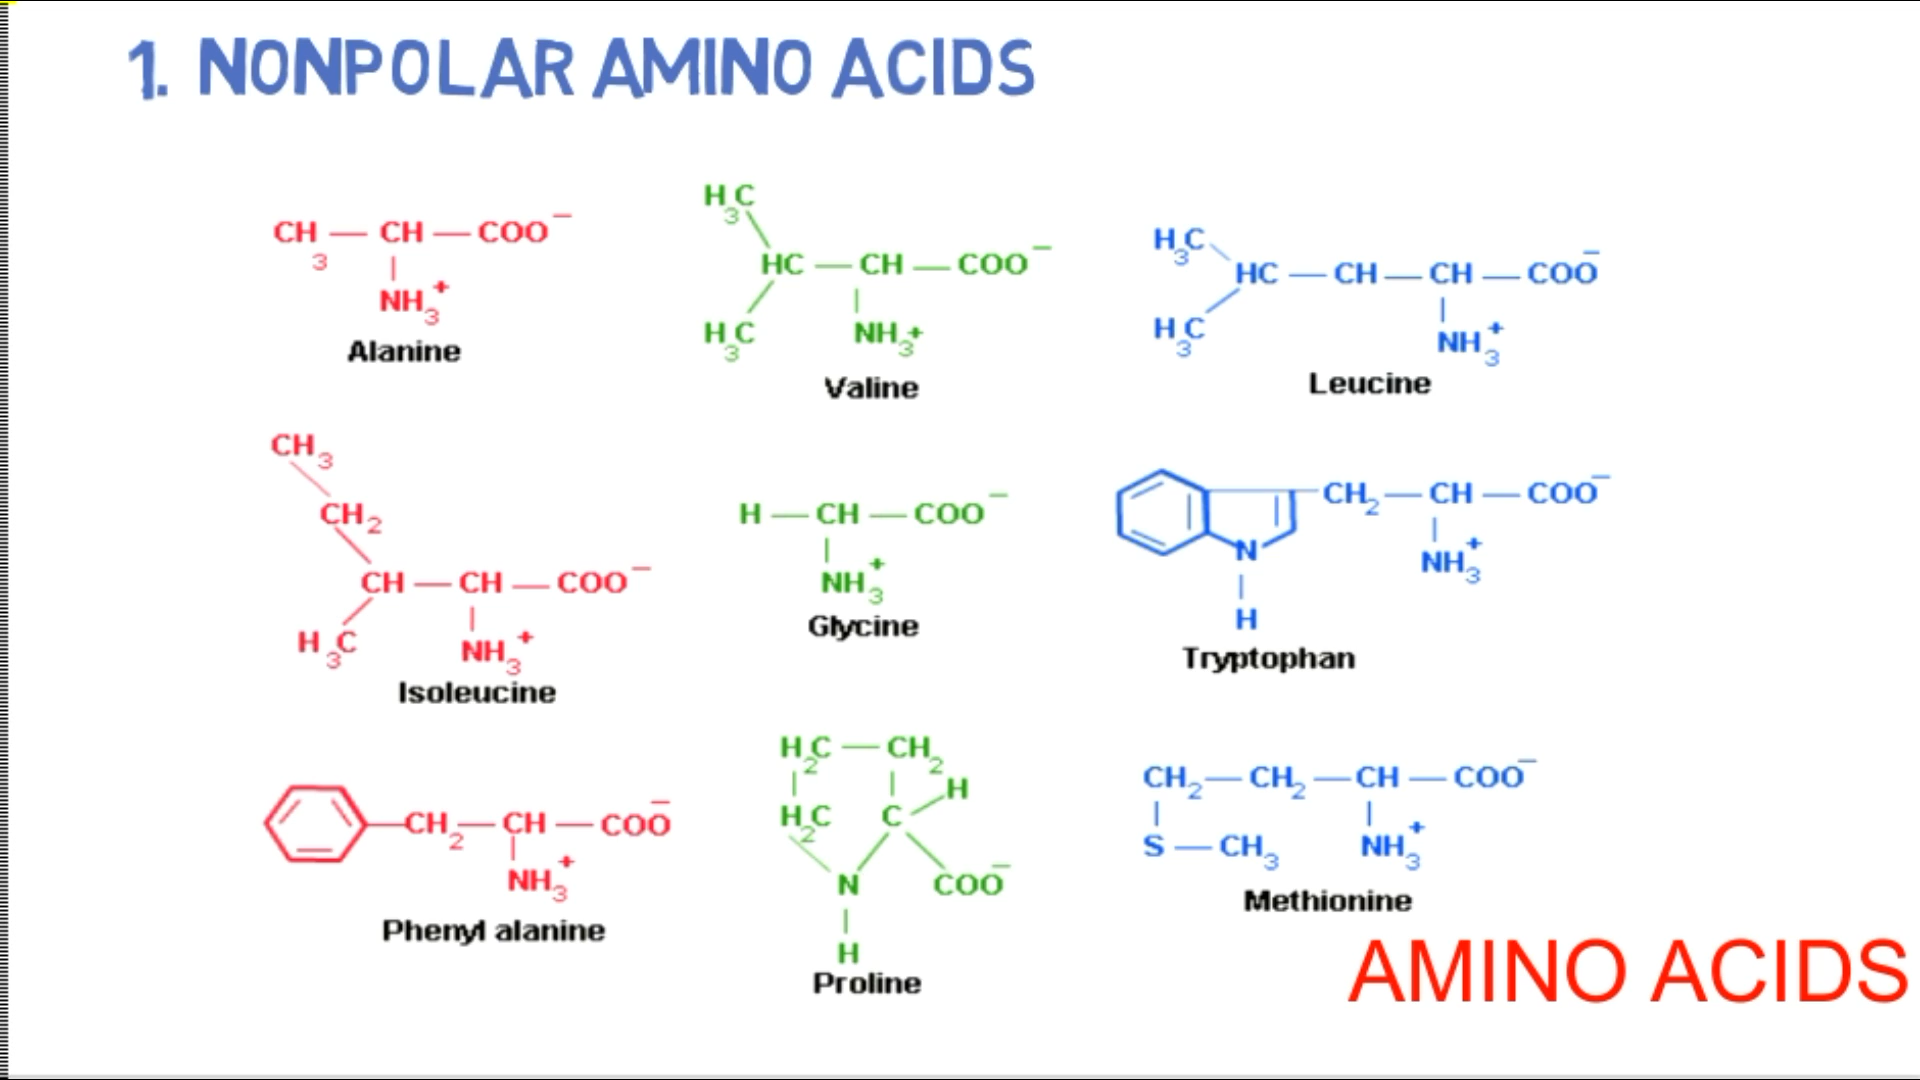 1. NONPOLAR AMINO ACIDS
CH3 — CH — COO⁻
NH3⁺
Alanine
H3C
HC — CH — COO⁻
H3C
NH3⁺
Valine
H3C
HC — CH — CH — COO⁻
H3C
NH3⁺
Leucine
CH3
CH2
CH — CH — COO⁻
H3C
NH3⁺
Isoleucine
H — CH — COO⁻
NH3⁺
Glycine
CH2 — CH — COO⁻
N
NH3⁺
H
Tryptophan
CH2 — CH — COO⁻
NH3⁺
Phenyl alanine
H2C — CH2
H
H2C C
N COO⁻
H
Proline
CH2 — CH2 — CH — COO⁻
S — CH3 NH3⁺
Methionine
AMINO ACIDS